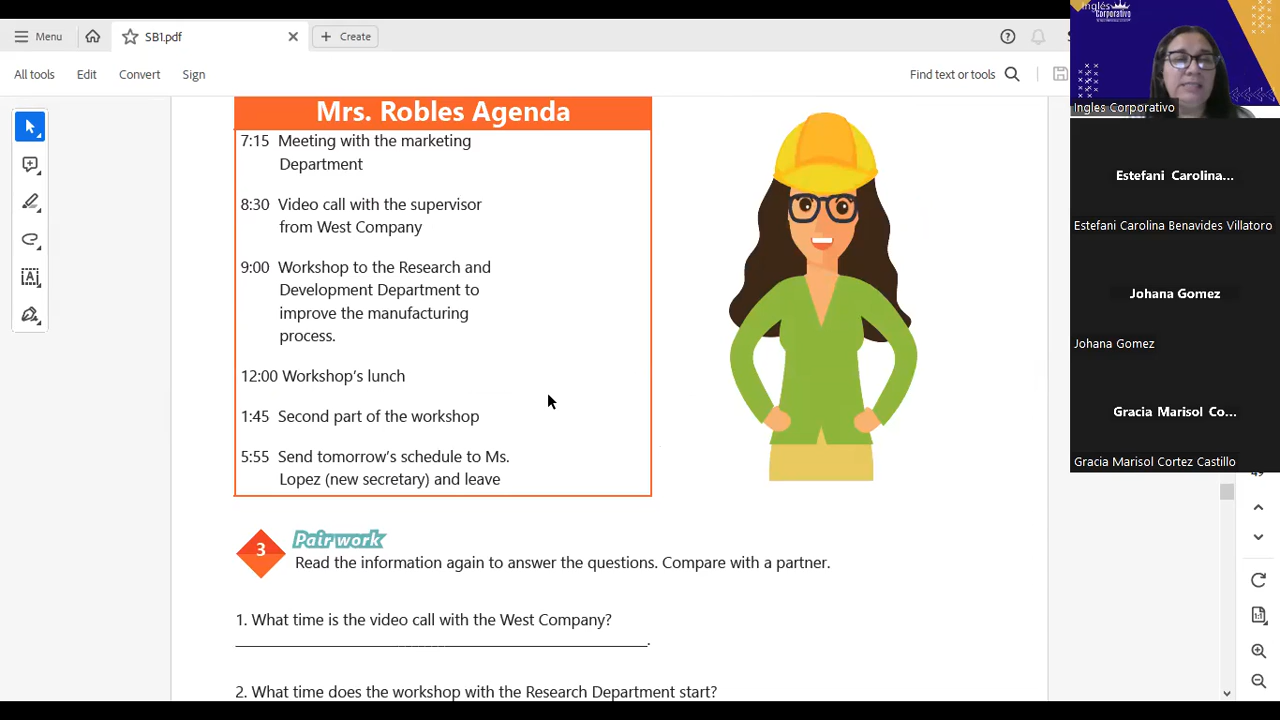 Menu
SB1.pdf
Create
All tools
Edit
Convert
Sign
Find text or tools
Mrs. Robles Agenda
7:15 Meeting with the marketing
Department
8:30 Video call with the supervisor
from West Company
9:00 Workshop to the Research and
Development Department to
improve the manufacturing
process.
12:00 Workshop's lunch
1:45 Second part of the workshop
5:55 Send tomorrow's schedule to Ms.
Lopez (new secretary) and leave
3
Pair work
Read the information again to answer the questions. Compare with a partner.
1. What time is the video call with the West Company?
2. What time does the workshop with the Research Department start?
Inglés
corporativo
Ingles Corporativo
Estefani Carolina...
Estefani Carolina Benavides Villatoro
Johana Gomez
Johana Gomez
Gracia Marisol Co...
Gracia Marisol Cortez Castillo